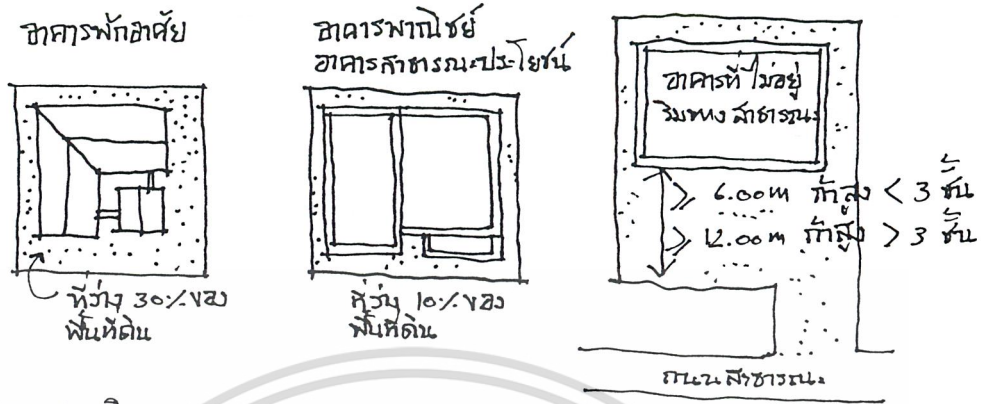 อาคารพักอาศัย
ที่ว่าง 30% ของ
พื้นที่ดิน
อาคารพาณิชย์
อาคารสาธารณะประโยชน์
ที่ว่าง 10% ของ
พื้นที่ดิน
อาคารที่ไม่อยู่
ริมทางสาธารณะ
≥ 6.00 m ถ้าสูง < 3 ชั้น
≥ 12.00 m ถ้าสูง > 3 ชั้น
ถนนสาธารณะ